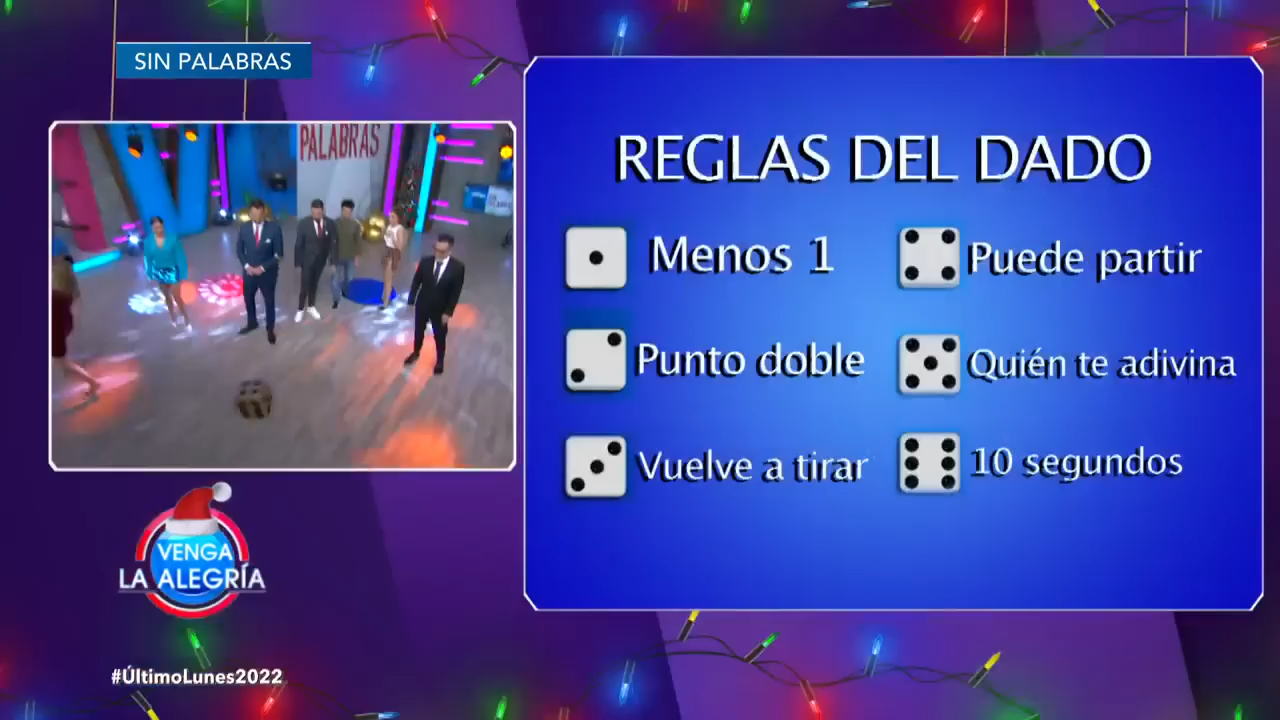 SIN PALABRAS
PALABRAS
REGLAS DEL DADO
Menos 1
Puede partir
Punto doble
Quién te adivina
Vuelve a tirar
10 segundos
VENGA
LA ALEGRÍA
#ÚltimoLunes2022